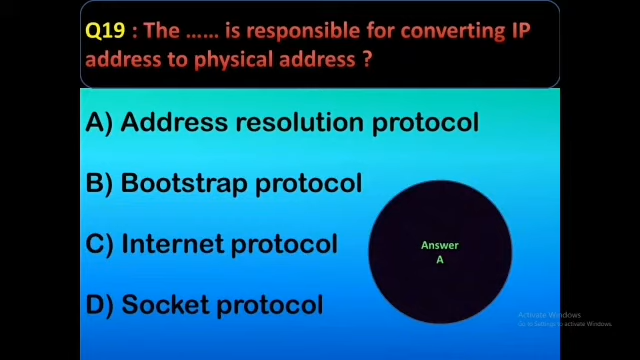 Q19 : The ...... is responsible for converting IP
address to physical address ?
A) Address resolution protocol
B) Bootstrap protocol
C) Internet protocol
D) Socket protocol
Answer
A
Activate Windows
Go to Settings to activate Windows.